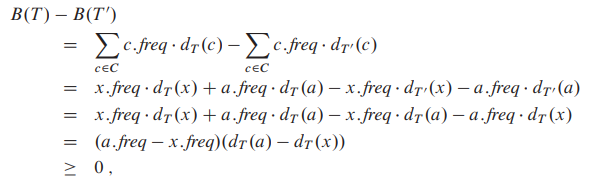 B(T) − B(T′)
= ∑_{c∈C} c.freq · d_T(c) − ∑_{c∈C} c.freq · d_{T′}(c)
= x.freq · d_T(x) + a.freq · d_T(a) − x.freq · d_{T′}(x) − a.freq · d_{T′}(a)
= x.freq · d_T(x) + a.freq · d_T(a) − x.freq · d_T(a) − a.freq · d_T(x)
= (a.freq − x.freq)(d_T(a) − d_T(x))
≥ 0 ,